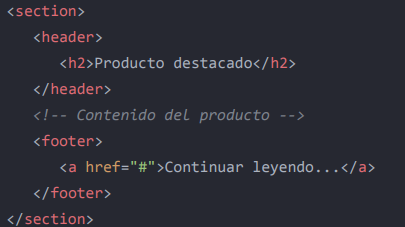 <section>
<header>
<h2>Producto destacado</h2>
</header>
<!-- Contenido del producto -->
<footer>
<a href="#">Continuar leyendo...</a>
</footer>
</section>